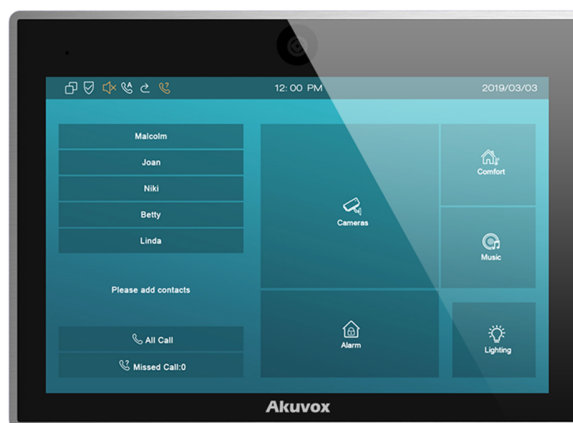 12: 00 PM
2019/03/03
Malcolm
Joan
Niki
Betty
Linda
Please add contacts
All Call
Missed Call:0
Cameras
Alarm
Comfort
Music
Lighting
Akuvox